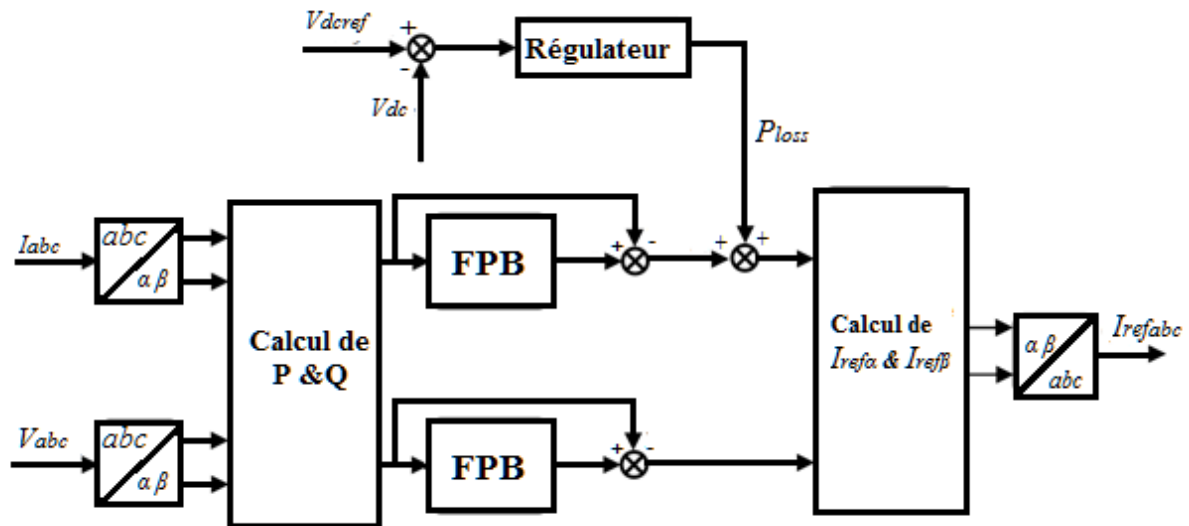 Vdcref
+
-
Régulateur
Vdc
Ploss
Iabc
abc
αβ
FPB
+
-
+
+
Calcul de
P &Q
Calcul de
Irefα & Irefβ
αβ
abc
Irefabc
Vabc
abc
αβ
FPB
+
-